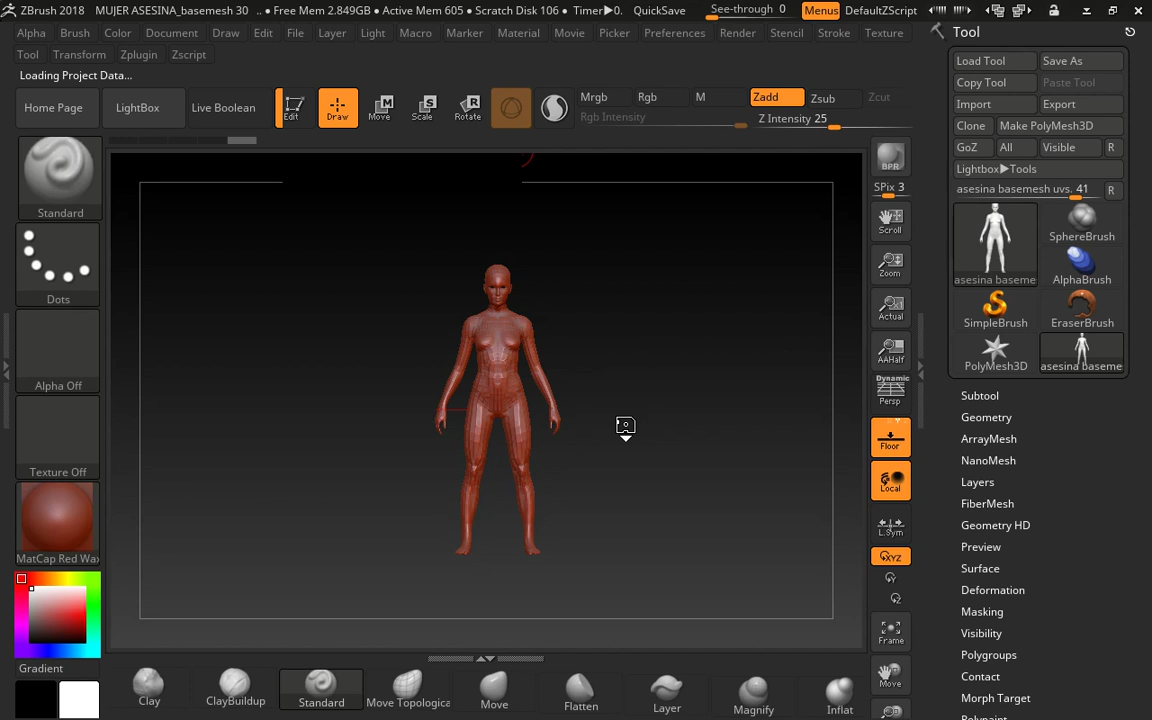 ZBrush 2018 MUJER ASESINA_basemesh 30 .. • Free Mem 2.849GB • Active Mem 605 • Scratch Disk 106 • Timer▶0. QuickSave See-through 0 Menus DefaultZScript
Alpha Brush Color Document Draw Edit File Layer Light Macro Marker Material Movie Picker Preferences Render Stencil Stroke Texture
Tool Transform Zplugin Zscript
Loading Project Data...
Home Page LightBox Live Boolean Edit Draw Move Scale Rotate
Mrgb Rgb M Zadd Zsub Zcut
Rgb Intensity Z Intensity 25
Standard
Dots
Alpha Off
Texture Off
MatCap Red Wax
Gradient
BPR
SPix 3
Scroll
Zoom
Actual
AAHalf
Dynamic
Persp
Floor
Local
L.Sym
XYZ
Y
Z
Frame
Move
Clay ClayBuildup Standard Move Topologica Move Flatten Layer Magnify Inflat
Tool
Load Tool Save As
Copy Tool Paste Tool
Import Export
Clone Make PolyMesh3D
GoZ All Visible R
Lightbox▶Tools
asesina basemesh uvs. 41 R
SphereBrush
asesina baseme AlphaBrush
SimpleBrush EraserBrush
PolyMesh3D asesina baseme
Subtool
Geometry
ArrayMesh
NanoMesh
Layers
FiberMesh
Geometry HD
Preview
Surface
Deformation
Masking
Visibility
Polygroups
Contact
Morph Target
Polypaint